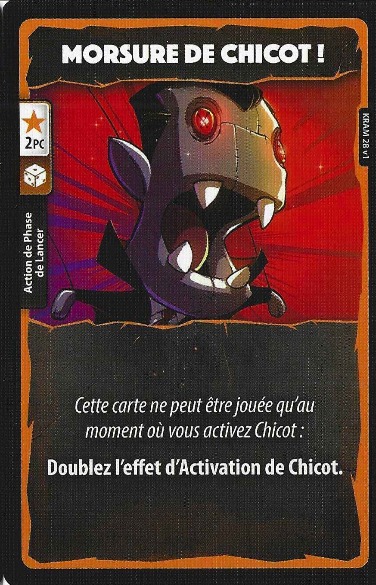 MORSURE DE CHICOT !
2PC
Action de Phase
de Lancer
KRAM 28 v1
Cette carte ne peut être jouée qu'au
moment où vous activez Chicot :
Doublez l'effet d'Activation de Chicot.